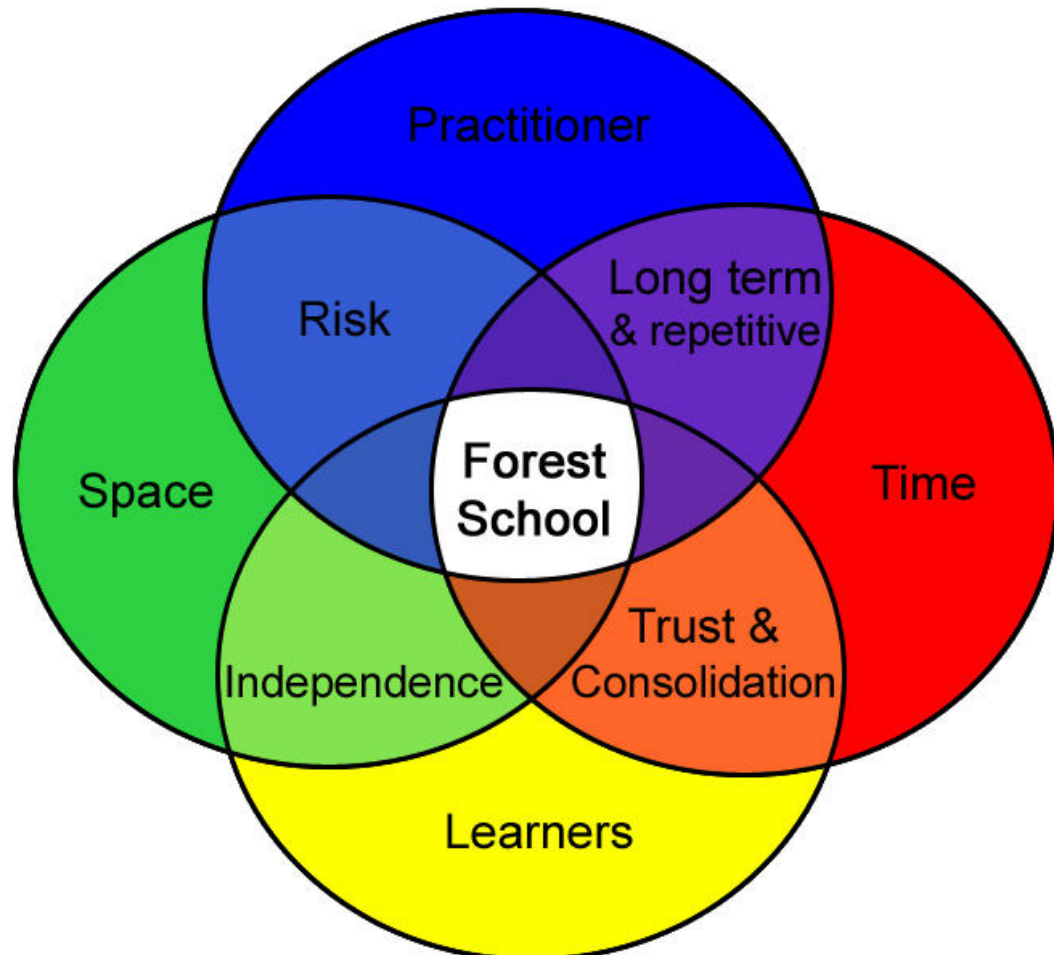 Practitioner
Long term
& repetitive
Risk
Forest
School
Space
Time
Trust &
Consolidation
Independence
Learners